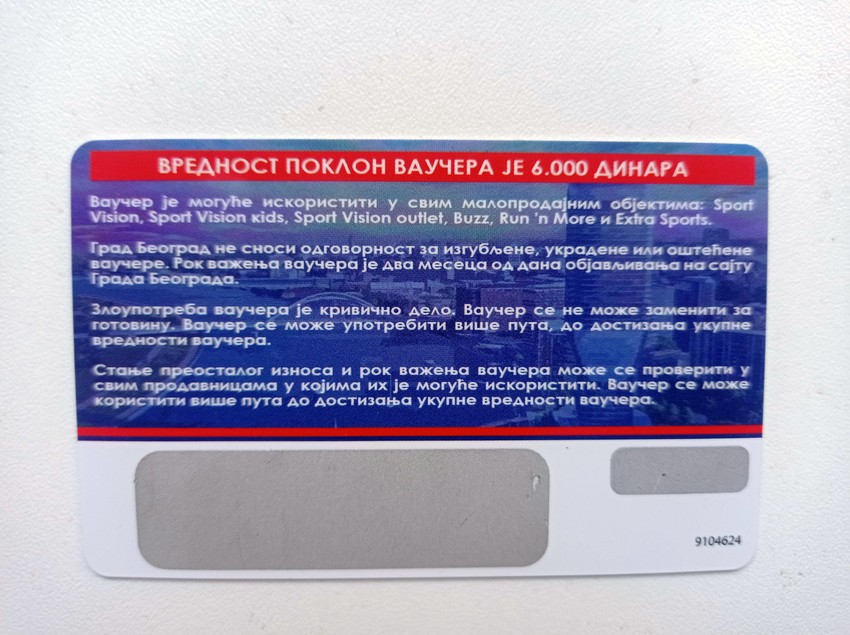 ВРЕДНОСТ ПОКЛОН ВАУЧЕРА ЈЕ 6.000 ДИНАРА
Ваучер је могуће искористити у свим малопродајним објектима: Sport
Vision, Sport Vision kids, Sport Vision outlet, Buzz, Run 'n More и Extra Sports.
Град Београд не сноси одговорност за изгубљене, украдене или оштећене
ваучере. Рок важења ваучера је два месеца од дана објављивања на сајту
Града Београда.
Злоупотреба ваучера је кривично дело. Ваучер се не може заменити за
готовину. Ваучер се може употребити више пута, до достизања укупне
вредности ваучера.
Стање преосталог износа и рок важења ваучера може се проверити у
свим продавницама у којима их је могуће искористити. Ваучер се може
користити више пута до достизања укупне вредности ваучера.
9104624